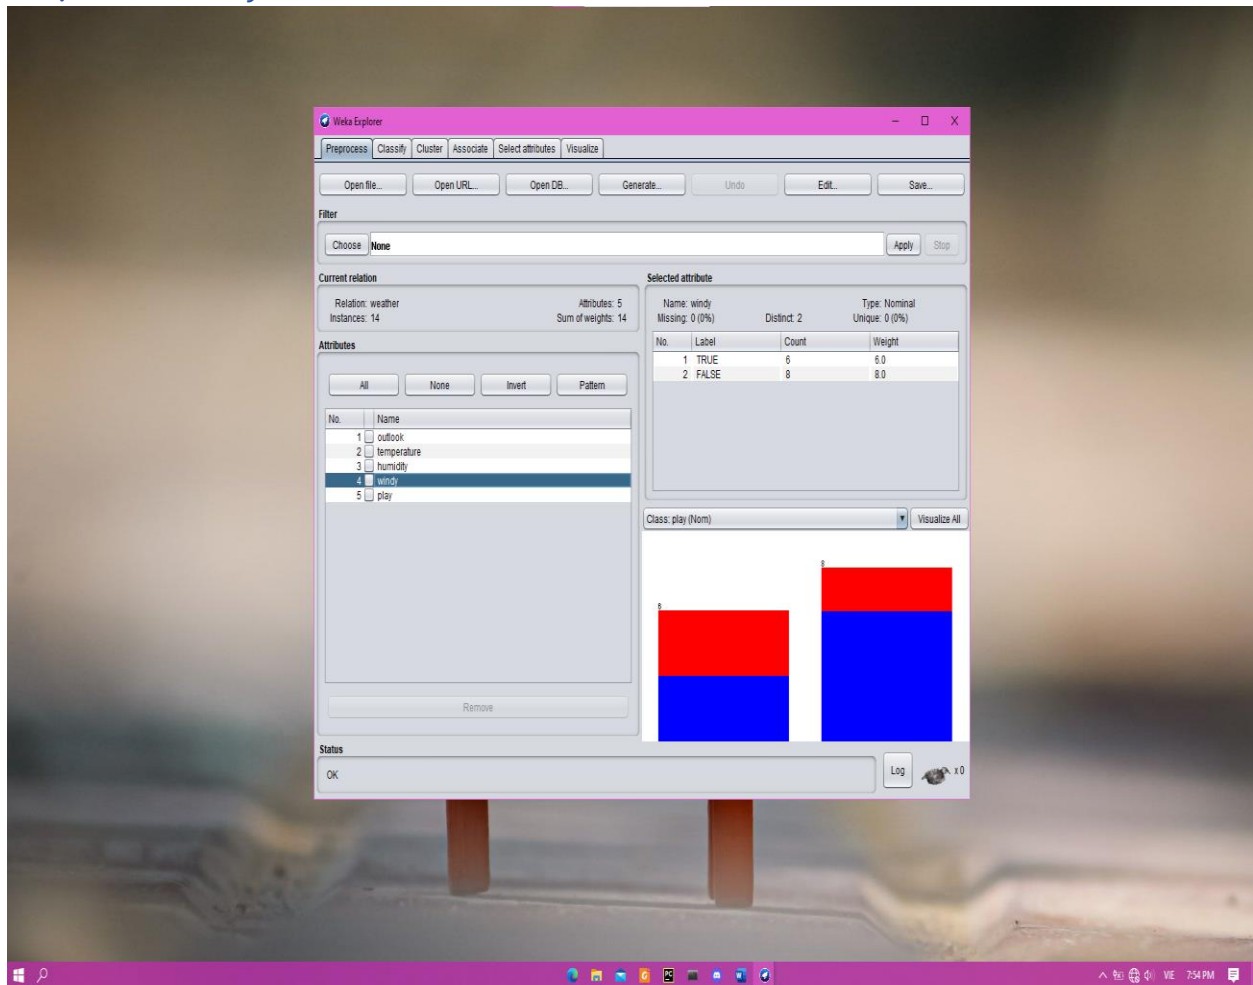 Weka Explorer
Preprocess Classify Cluster Associate Select attributes Visualize
Open file... Open URL... Open DB... Generate... Undo Edit... Save...
Filter
Choose None Apply Stop
Current relation
Relation: weather Attributes: 5
Instances: 14 Sum of weights: 14
Selected attribute
Name: windy Type: Nominal
Missing: 0 (0%) Distinct: 2 Unique: 0 (0%)
No. Label Count Weight
1 TRUE 6 6.0
2 FALSE 8 8.0
Attributes
All None Invert Pattern
No. Name
1 outlook
2 temperature
3 humidity
4 windy
5 play
Remove
Class: play (Nom) Visualize All
6
8
Status
OK
Log x 0
VIE 7:54 PM